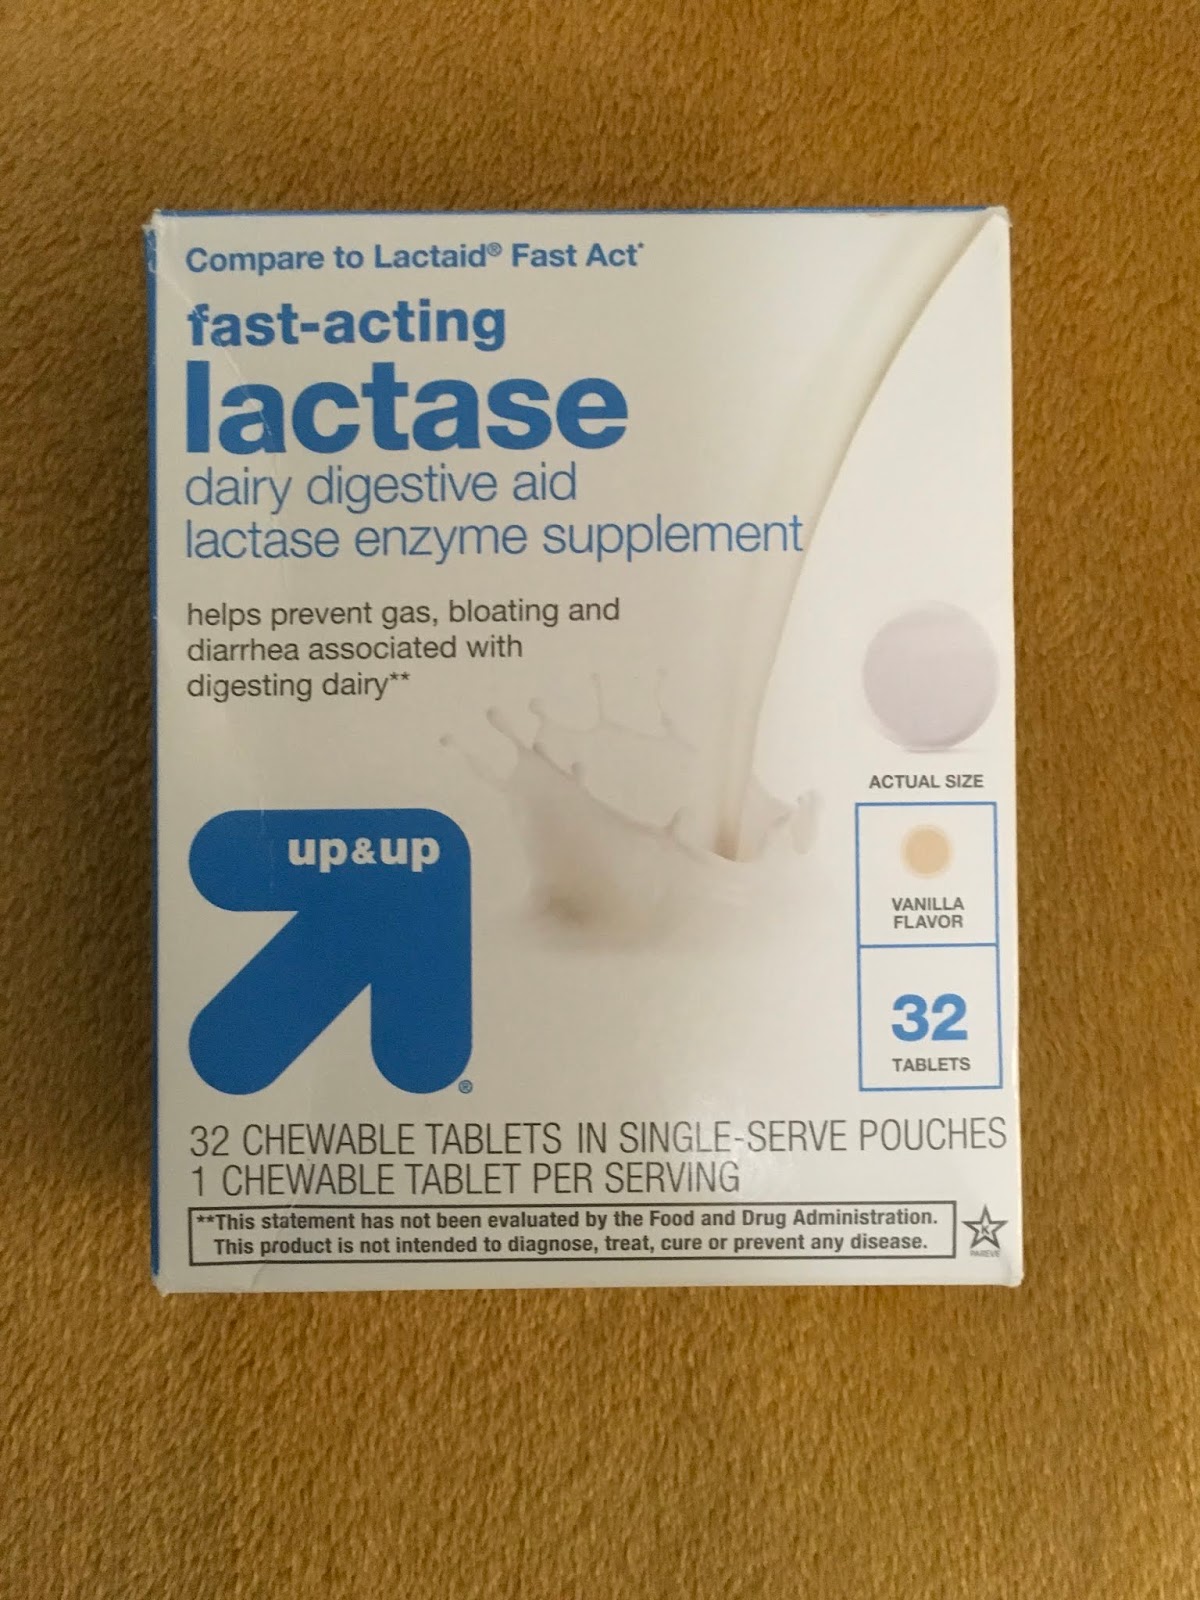 Compare to Lactaid® Fast Act*
fast-acting
lactase
dairy digestive aid
lactase enzyme supplement
helps prevent gas, bloating and
diarrhea associated with
digesting dairy**
ACTUAL SIZE
up&up
®
VANILLA
FLAVOR
32
TABLETS
32 CHEWABLE TABLETS IN SINGLE-SERVE POUCHES
1 CHEWABLE TABLET PER SERVING
**This statement has not been evaluated by the Food and Drug Administration.
This product is not intended to diagnose, treat, cure or prevent any disease.
K
PAREVE